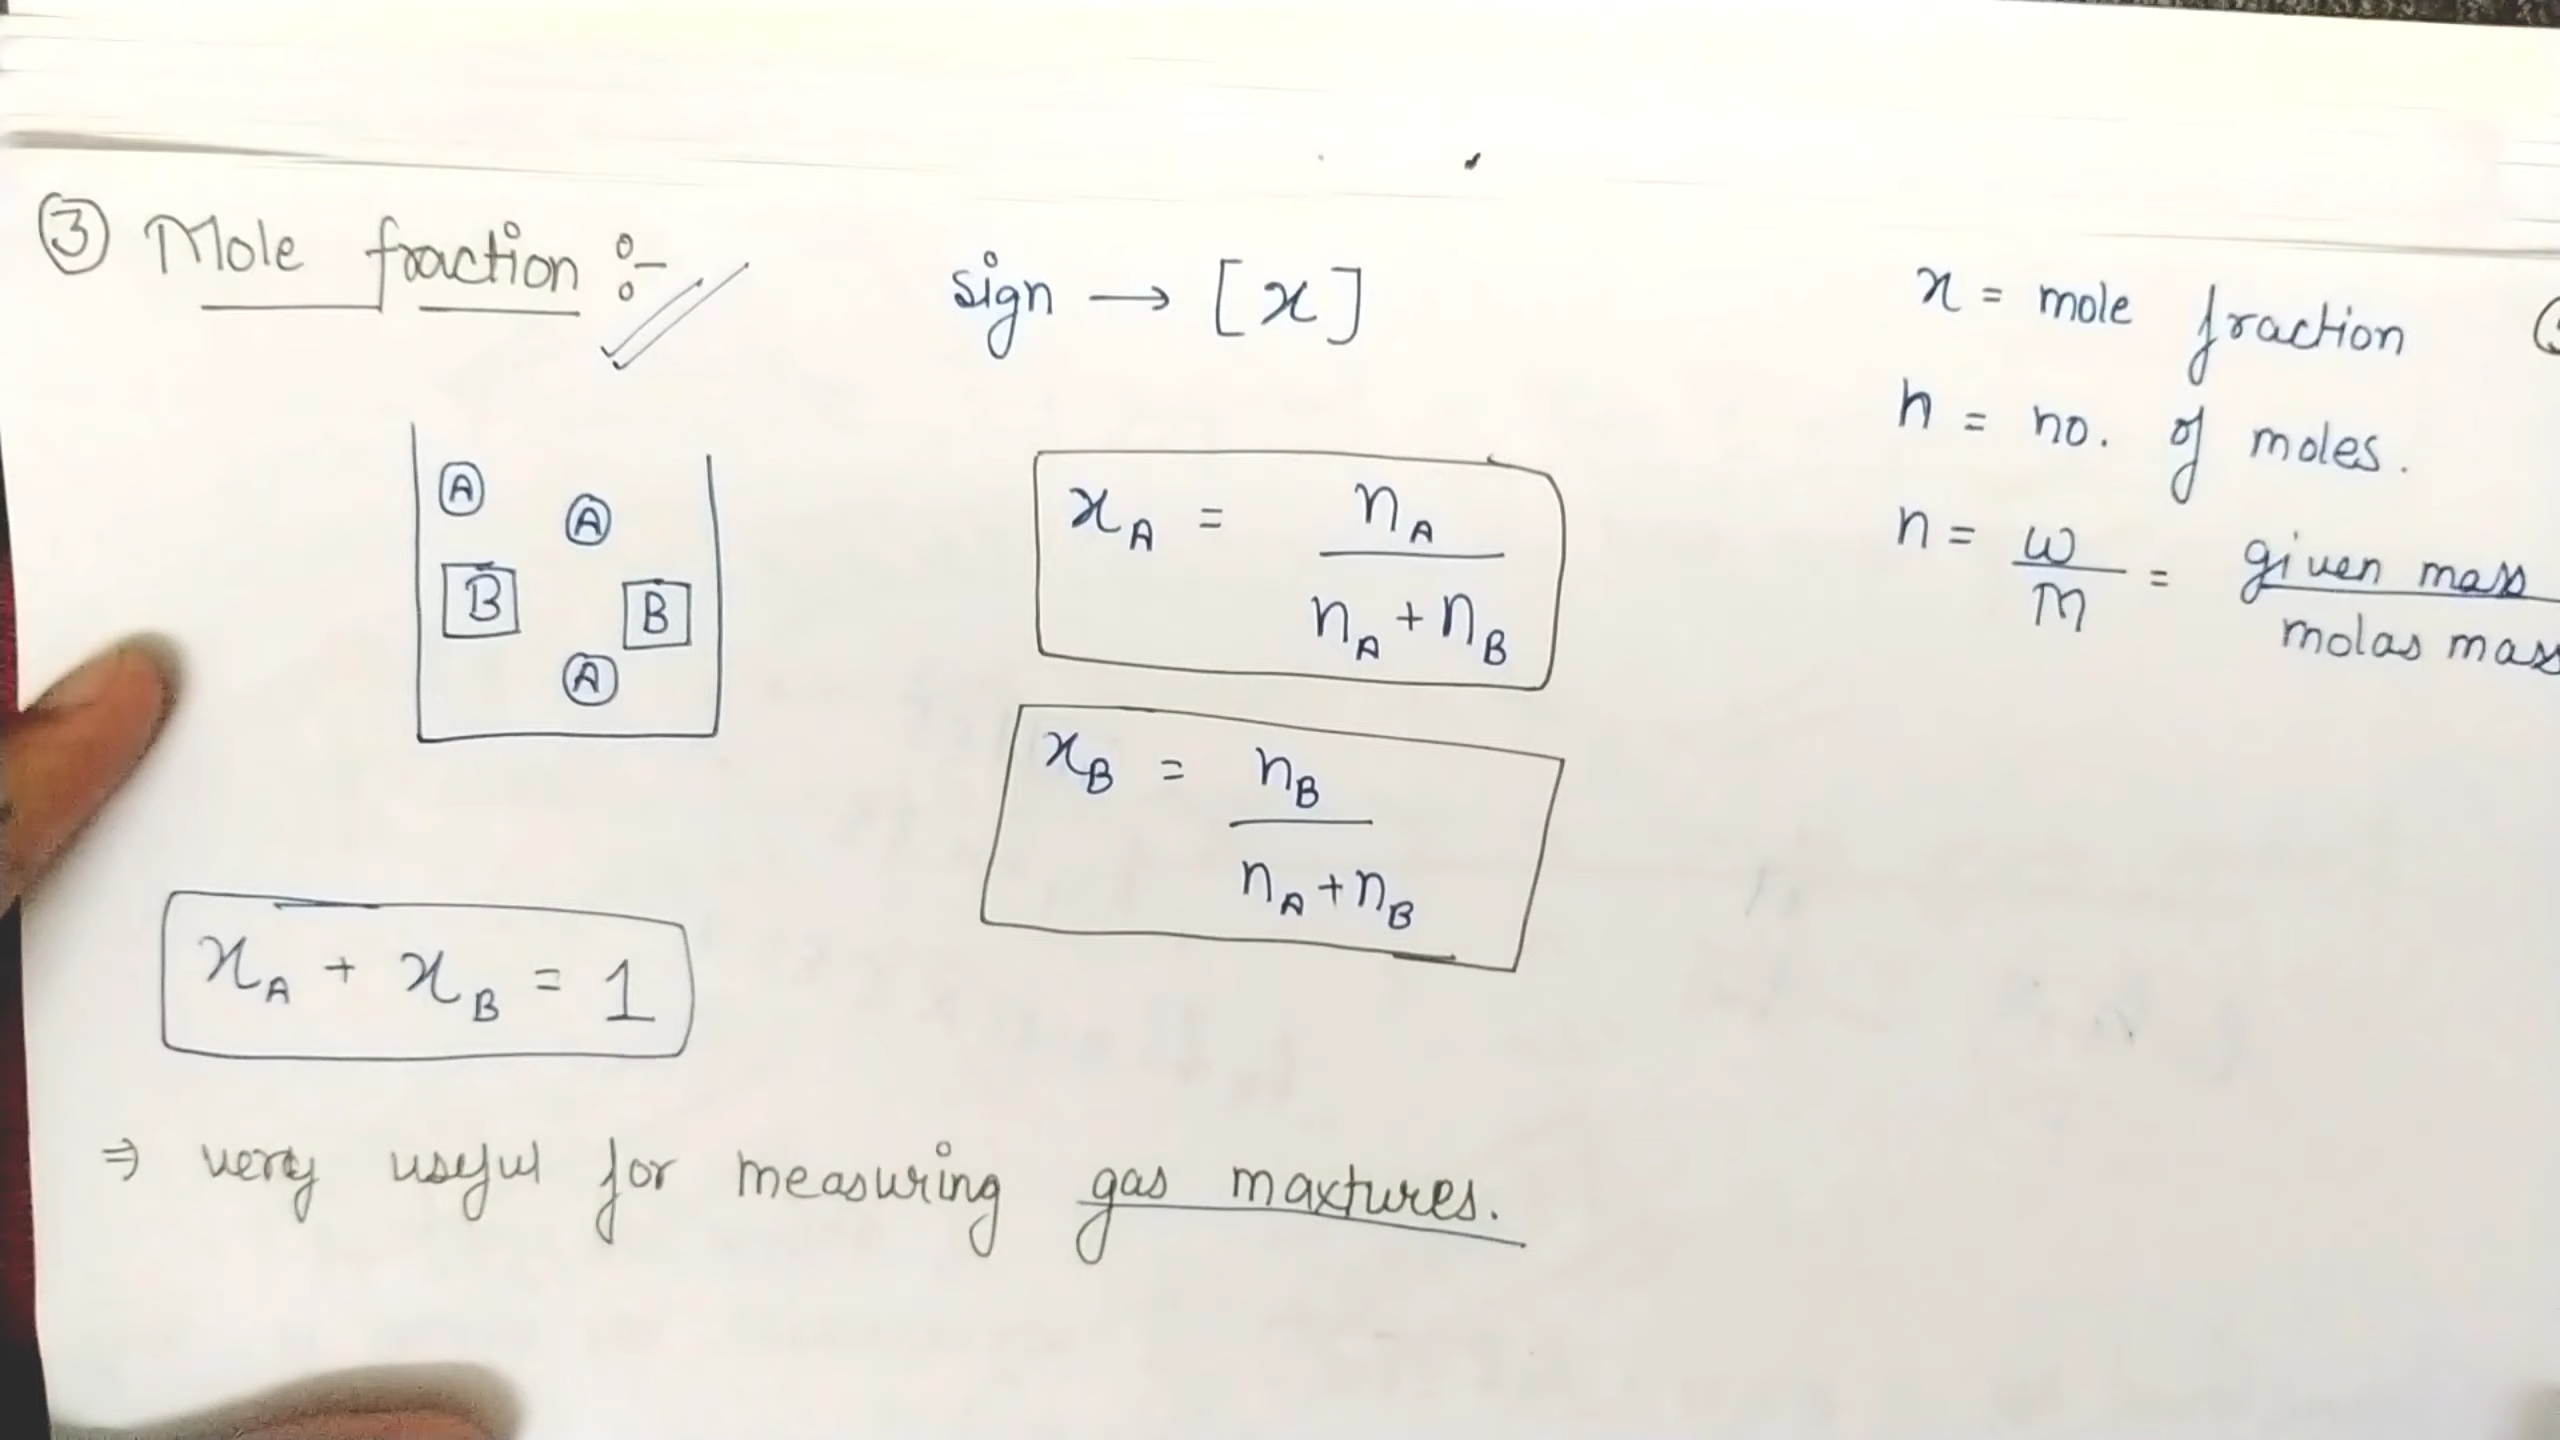 ③ Mole fraction :-
sign → [x]
x = mole fraction
n = no. of moles.
n = w/m = given mass/molas mass
A
A
B
B
A
xA = nA/nA+nB
xB = nB/nA+nB
xA + xB = 1
⇒ very useful for measuring gas maxtures.